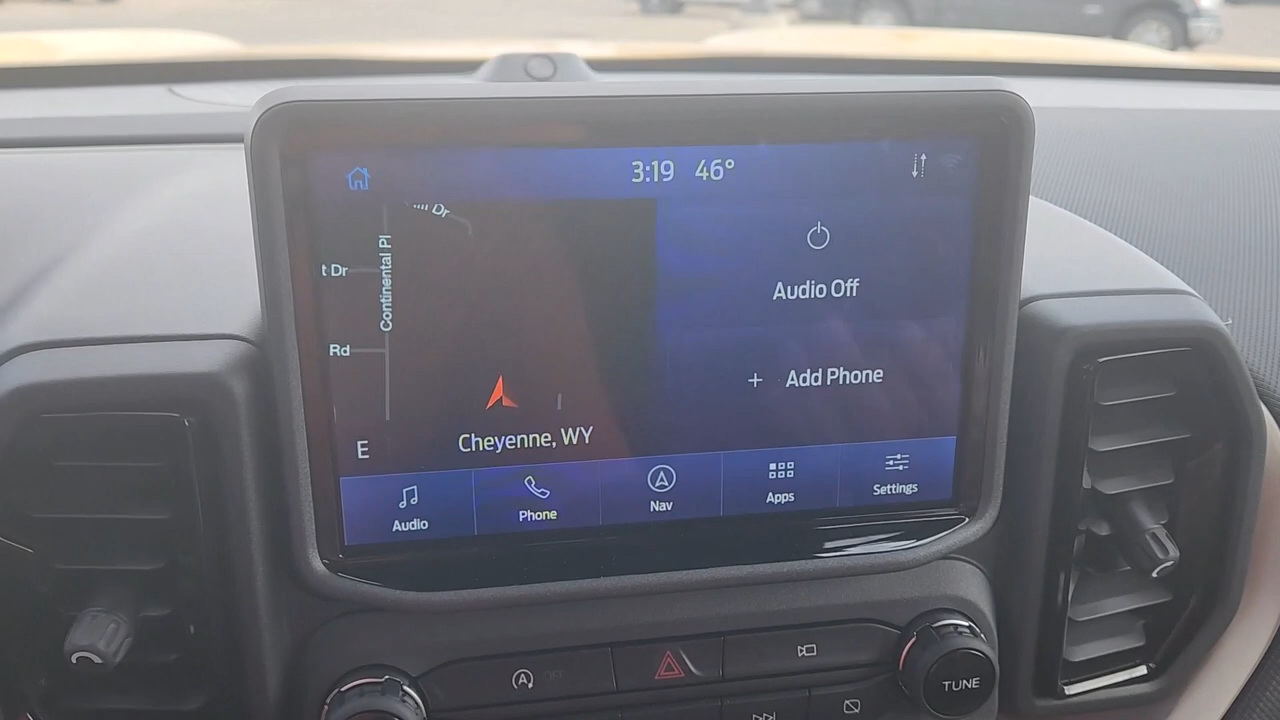 3:19 46°
Dr
t Dr
Continental Pl
Rd
E
Cheyenne, WY
Audio Off
+ Add Phone
Audio
Phone
Nav
Apps
Settings
A OFF
TUNE